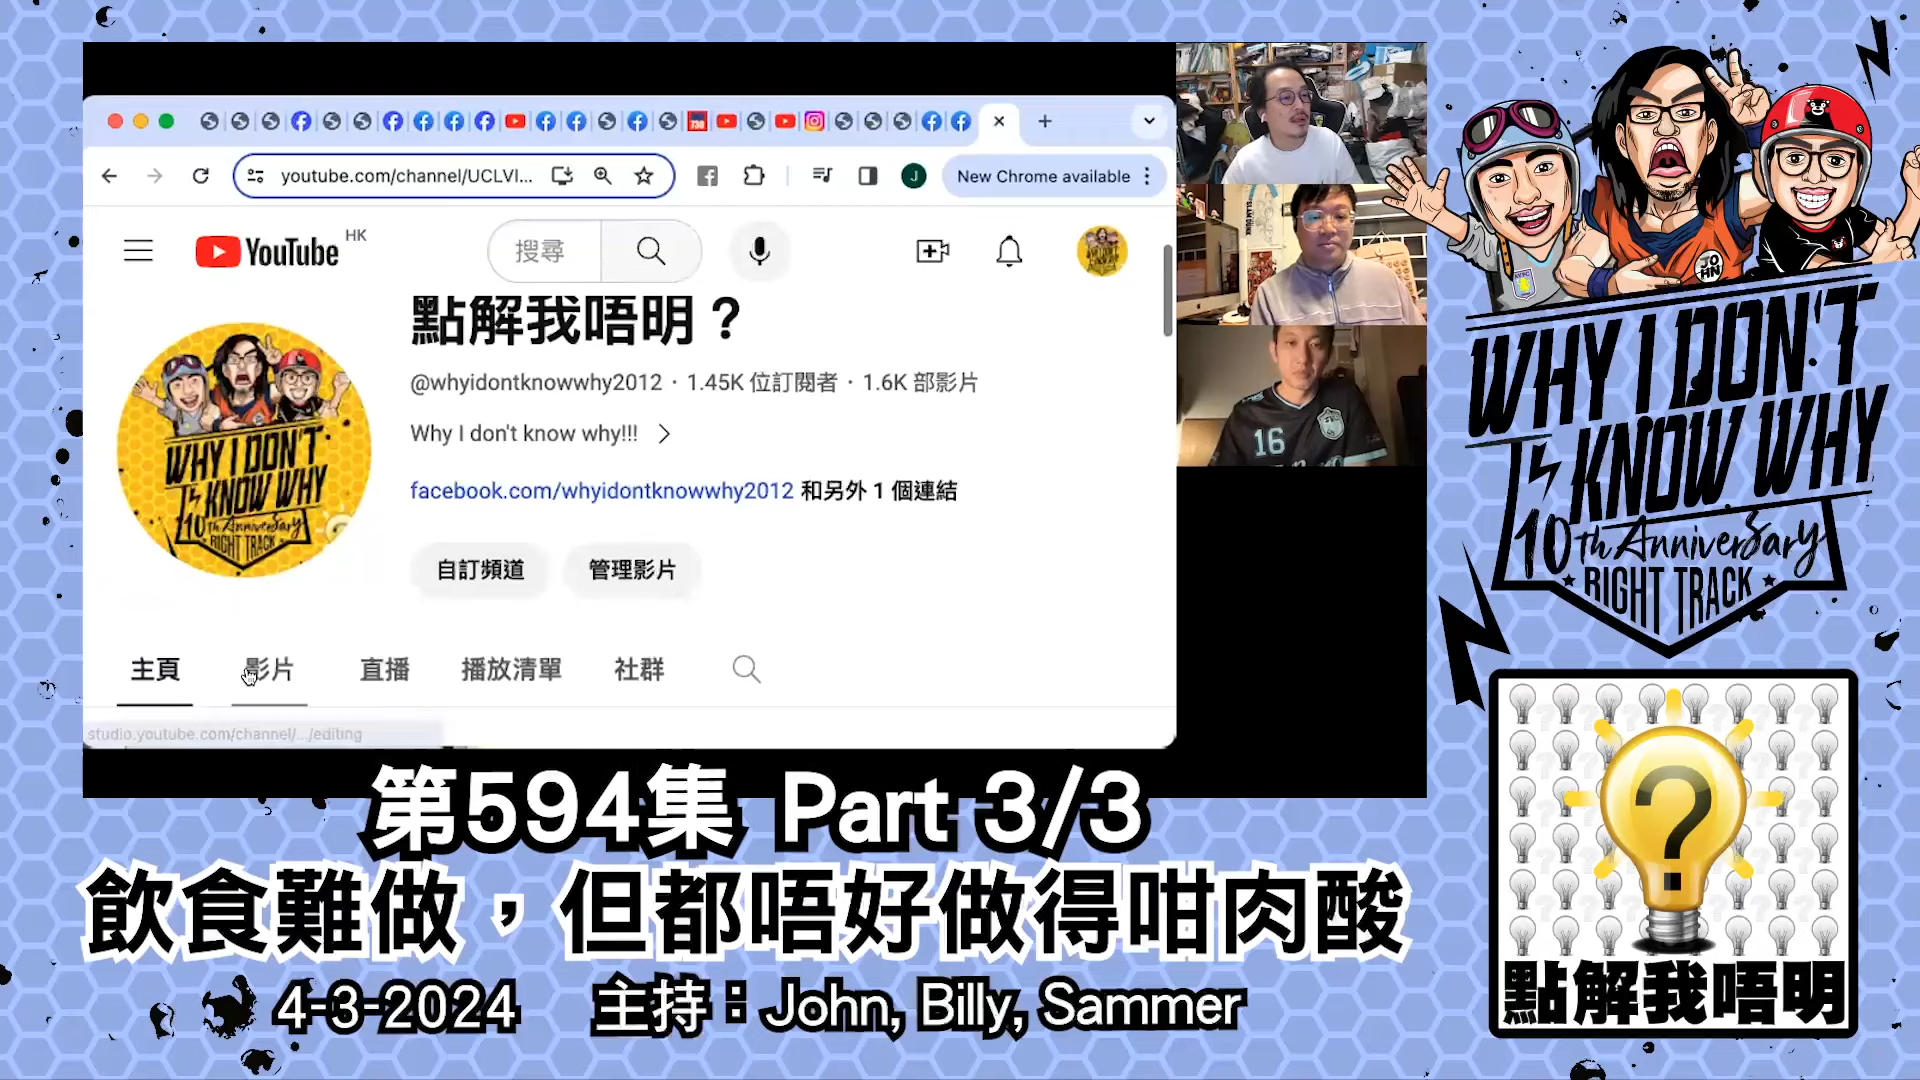 youtube.com/channel/UCLVI...
J
New Chrome available
YouTube HK
搜尋
點解我唔明？
@whyidontknowwhy2012 · 1.45K 位訂閱者 · 1.6K 部影片
Why I don't know why!!!
facebook.com/whyidontknowwhy2012 和另外 1 個連結
自訂頻道
管理影片
主頁
影片
直播
播放清單
社群
studio.youtube.com/channel/.../editing
WHY I DON'T
KNOW WHY
10th Anniversary
RIGHT TRACK
SLAM DUNK
16
AVFC
JOHN
WHY I DON'T
KNOW WHY
10th Anniversary
RIGHT TRACK
?
點解我唔明
第594集 Part 3/3
飲食難做，但都唔好做得咁肉酸
4-3-2024 主持：John, Billy, Sammer